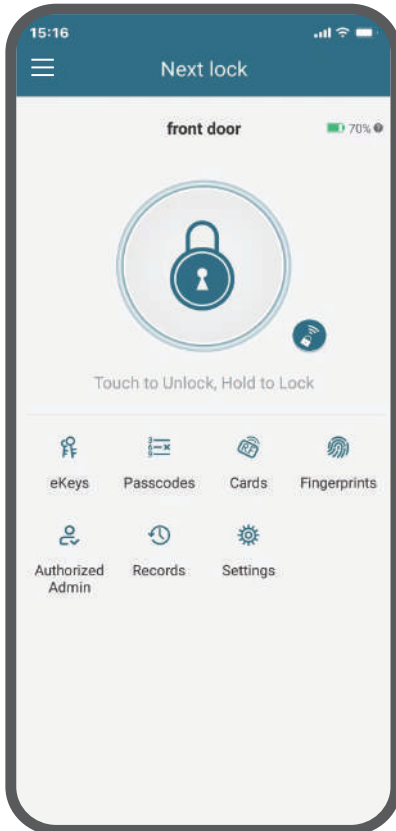 15:16
Next lock
front door
70%
Touch to Unlock, Hold to Lock
eKeys Passcodes Cards Fingerprints
Authorized Records Settings
Admin